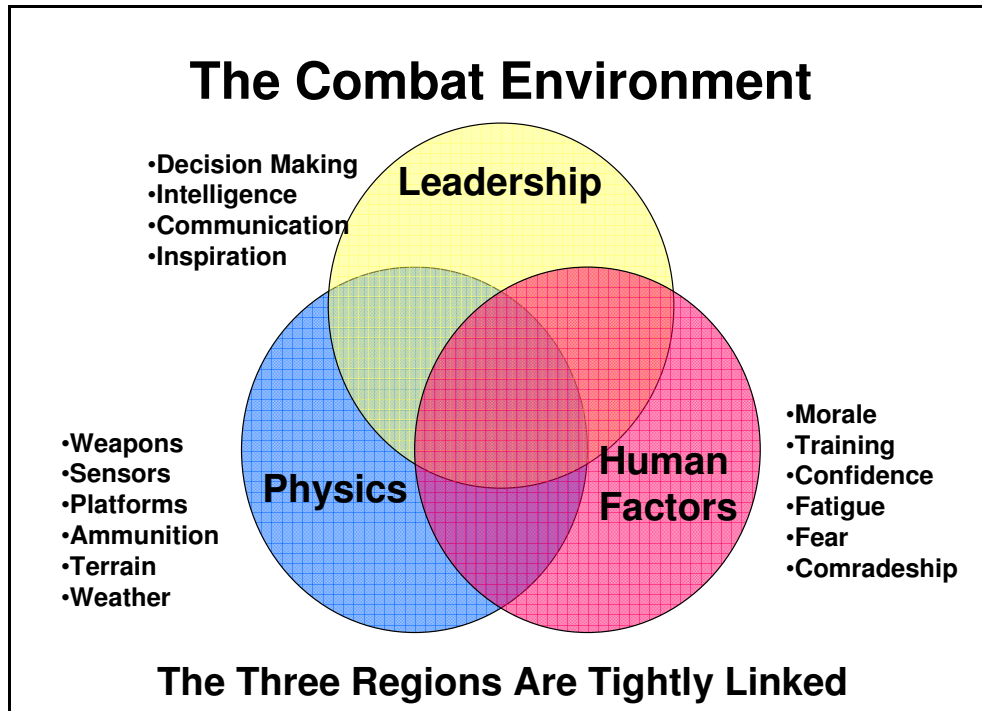 The Combat Environment
•Decision Making
•Intelligence
•Communication
•Inspiration
Leadership
•Weapons
•Sensors
•Platforms
•Ammunition
•Terrain
•Weather
Physics
Human
Factors
•Morale
•Training
•Confidence
•Fatigue
•Fear
•Comradeship
The Three Regions Are Tightly Linked